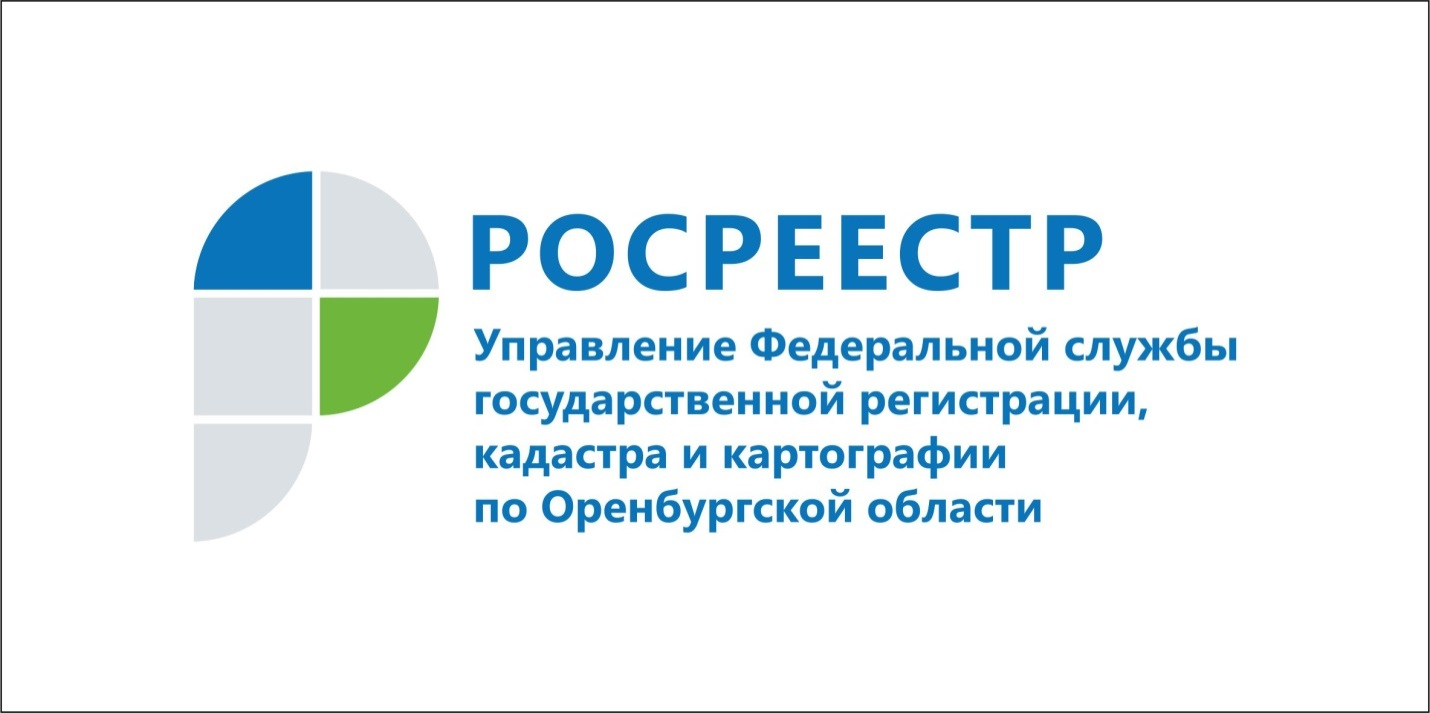 РОСРЕЕСТР
Управление Федеральной службы
государственной регистрации,
кадастра и картографии
по Оренбургской области